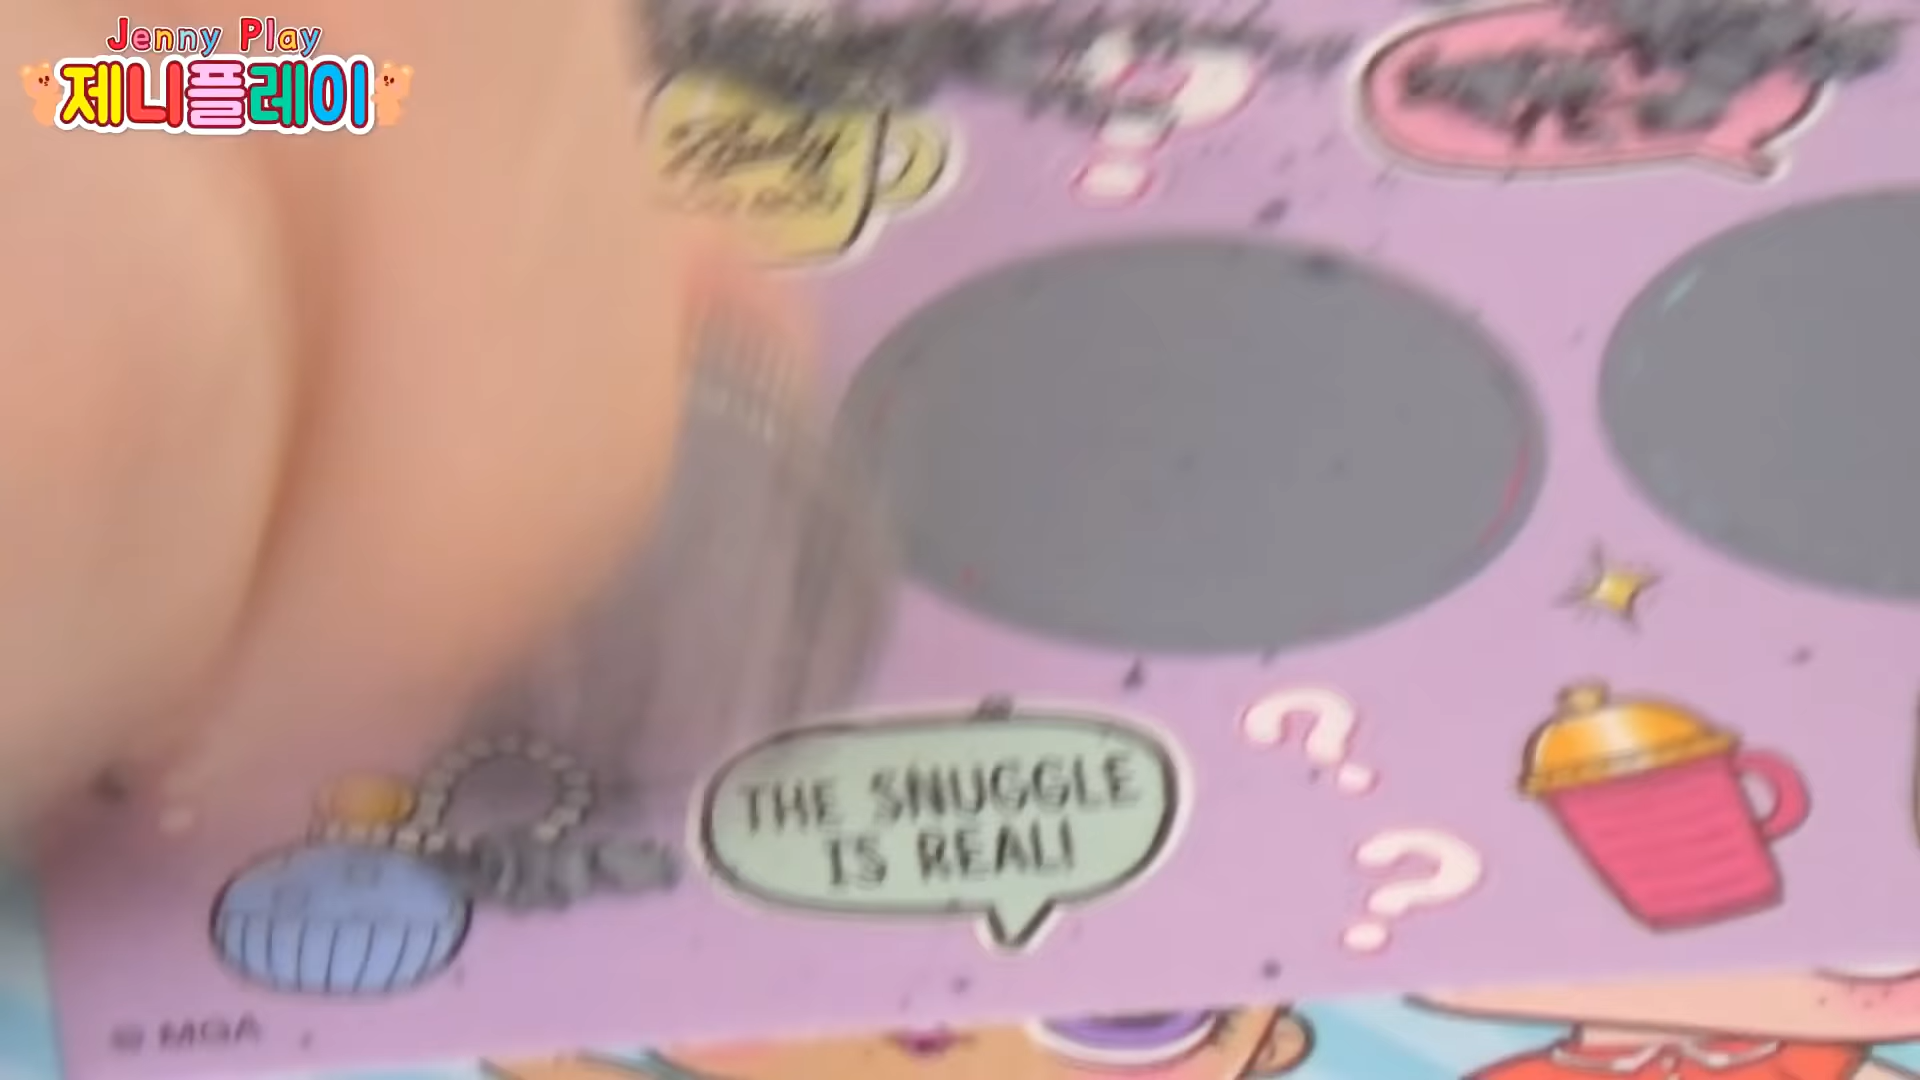 Jenny Play
제니플레이
THE SNUGGLE
IS REAL!
© MGA